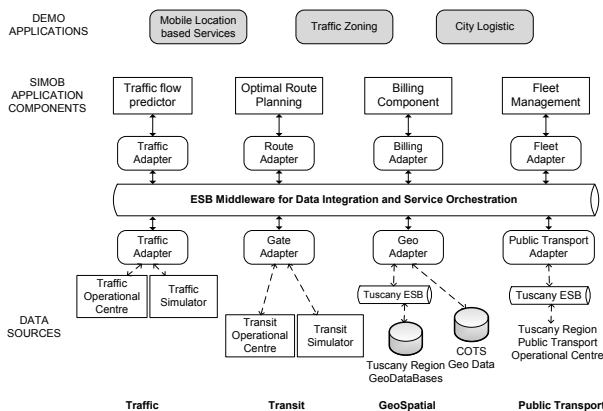 DEMO
APPLICATIONS
Mobile Location
based Services
Traffic Zoning
City Logistic
SIMOB
APPLICATION
COMPONENTS
Traffic flow
predictor
Optimal Route
Planning
Billing
Component
Fleet
Management
Traffic
Adapter
Route
Adapter
Billing
Adapter
Fleet
Adapter
ESB Middleware for Data Integration and Service Orchestration
Traffic
Adapter
Gate
Adapter
Geo
Adapter
Public Transport
Adapter
DATA
SOURCES
Traffic
Operational
Centre
Traffic
Simulator
Transit
Operational
Centre
Transit
Simulator
Tuscany ESB
Tuscany Region
GeoDataBases
COTS
Geo Data
Tuscany ESB
Tuscany Region
Public Transport
Operational Centre
Traffic
Transit
GeoSpatial
Public Transport